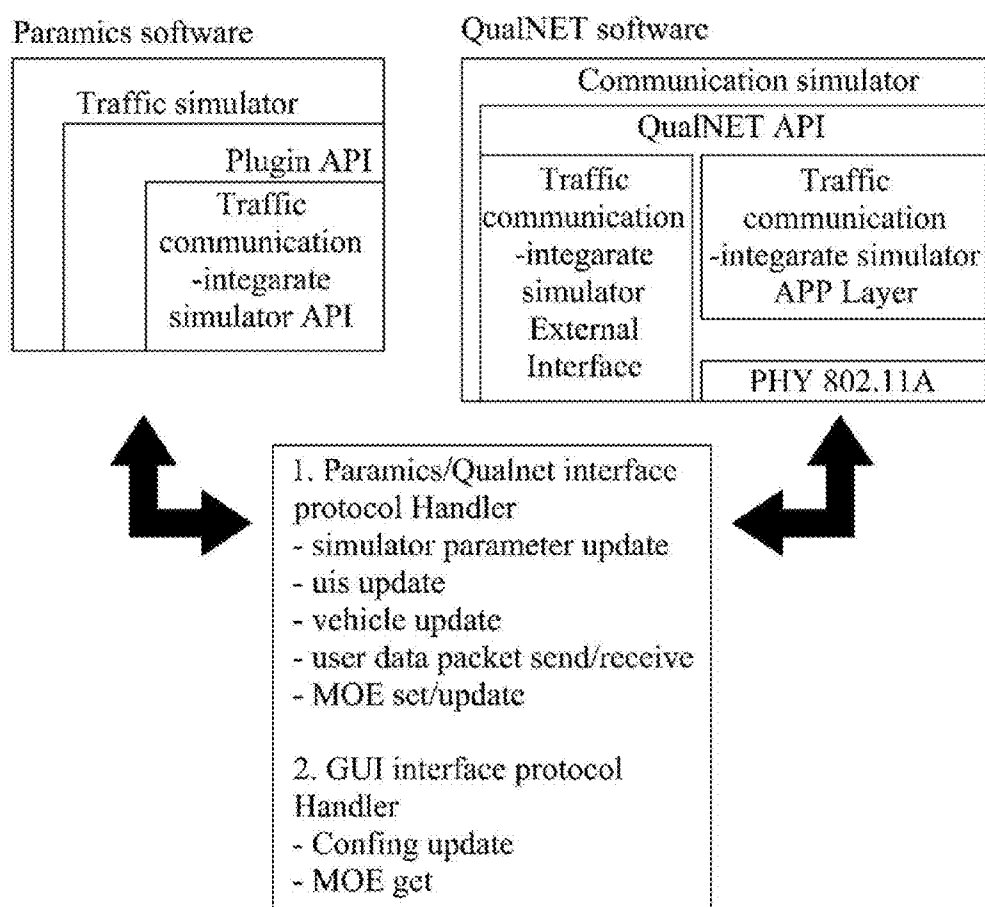 Paramics software
Traffic simulator
Plugin API
Traffic
communication
-integarate
simulator API
QualNET software
Communication simulator
QualNET API
Traffic
communication
-integarate
simulator
External
Interface
Traffic
communication
-integarate simulator
APP Layer
PHY 802.11A
1. Paramics/Qualnet interface
protocol Handler
- simulator parameter update
- uis update
- vehicle update
- user data packet send/receive
- MOE set/update
2. GUI interface protocol
Handler
- Confing update
- MOE get